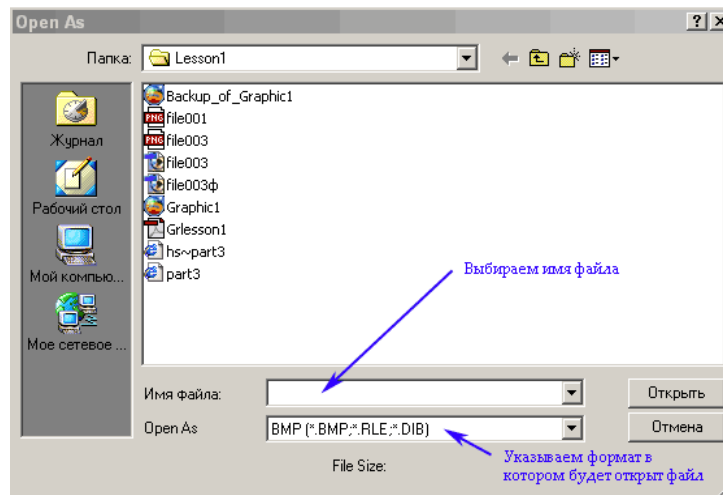 Open As
Папка:
Lesson1
Журнал
Рабочий стол
Мой компью...
Мое сетевое ...
Backup_of_Graphic1
PNG file001
PNG file003
file003
file003ф
Graphic1
Grlesson1
hs~part3
part3
Выбираем имя файла
Имя файла:
Открыть
Open As
BMP (*.BMP;*.RLE;*.DIB)
Отмена
File Size:
Указываем формат в
котором будет открыт файл